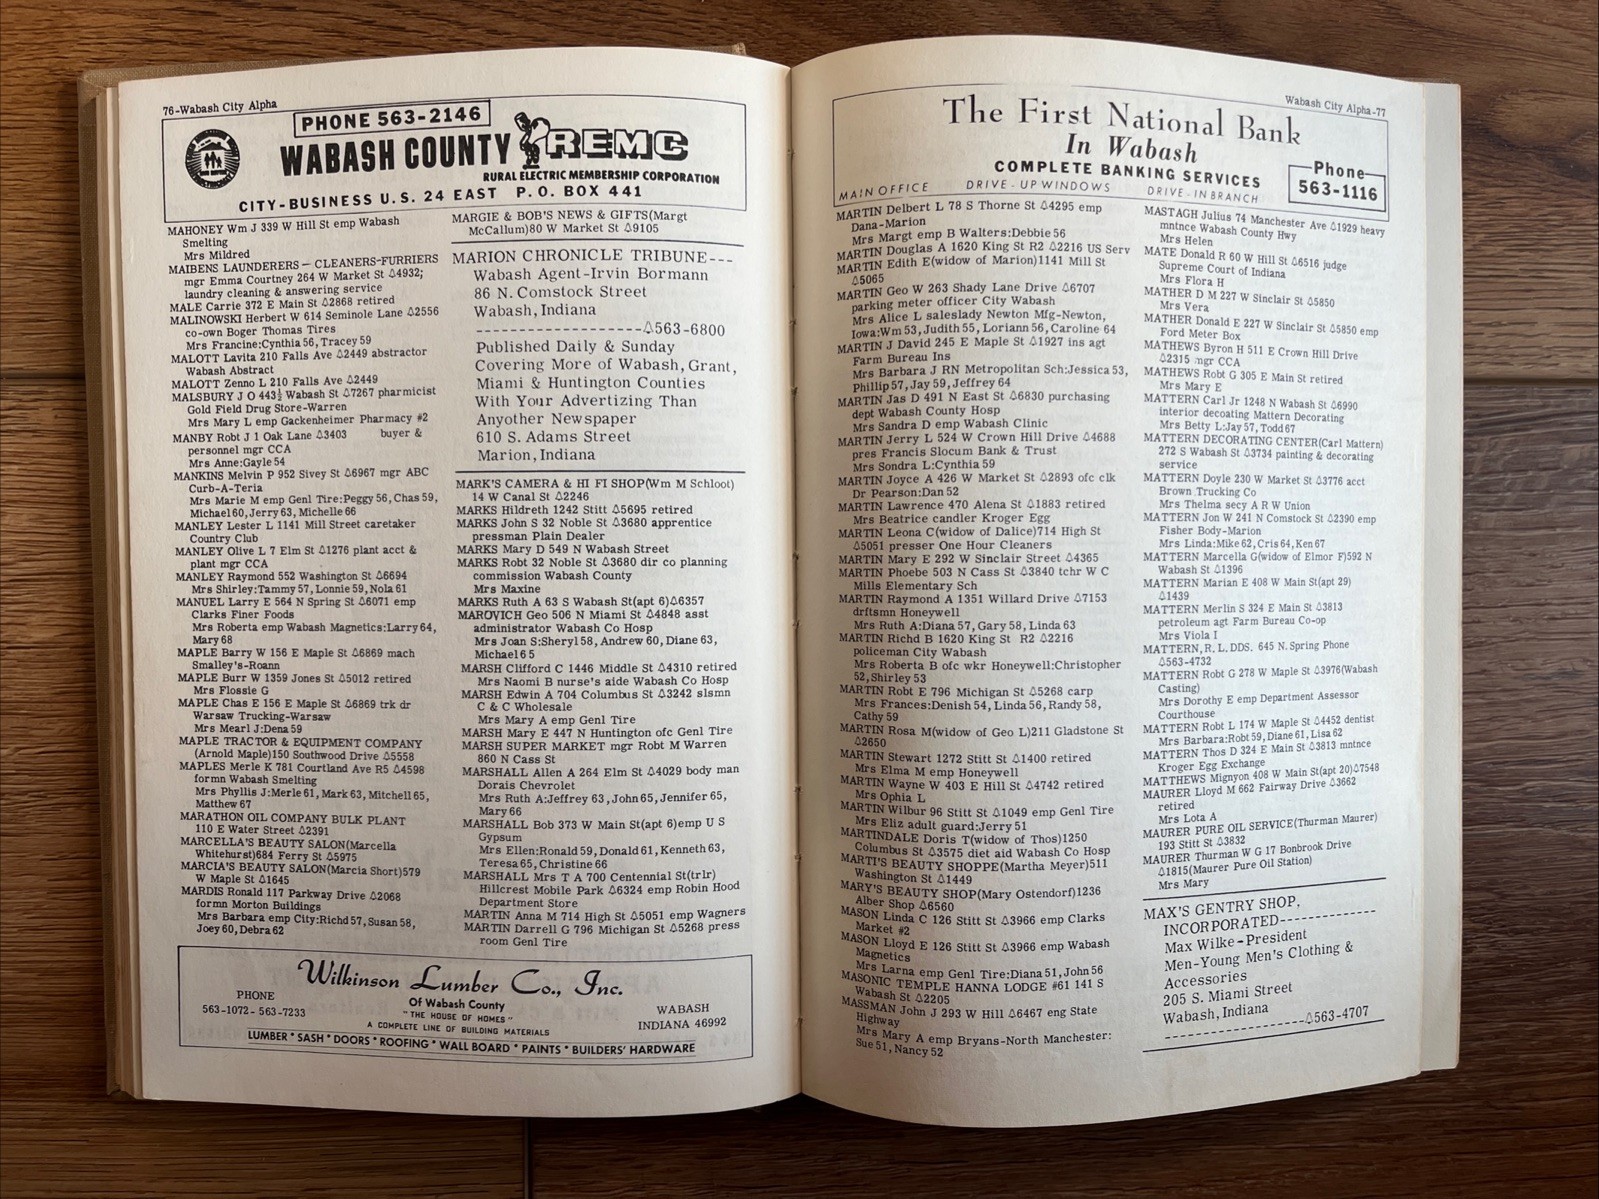 76-Wabash City Alpha
PHONE 563-2146
WABASH COUNTY REMC
RURAL ELECTRIC MEMBERSHIP CORPORATION
CITY-BUSINESS U.S. 24 EAST P.O. BOX 441
MAHONEY Wm J 339 W Hill St emp Wabash
Smelting
Mrs Mildred
MAIBENS LAUNDERERS — CLEANERS-FURRIERS
mgr Emma Courtney 264 W Market St △4932;
laundry cleaning & answering service
MALE Carrie 372 E Main St △2868 retired
MALINOWSKI Herbert W 614 Seminole Lane △2556
co-own Boger Thomas Tires
Mrs Francine:Cynthia 56, Tracey 59
MALOTT Lavita 210 Falls Ave △2449 abstractor
Wabash Abstract
MALOTT Zenno L 210 Falls Ave △2449
MALSBURY J O 443½ Wabash St △7267 pharmicist
Gold Field Drug Store-Warren
Mrs Mary L emp Gackenheimer Pharmacy #2
MANBY Robt J 1 Oak Lane △3403 buyer &
personnel mgr CCA
Mrs Anne:Gayle 54
MANKINS Melvin P 952 Sivey St △6967 mgr ABC
Curb-A-Teria
Mrs Marie M emp Genl Tire:Peggy 56, Chas 59,
Michael 60, Jerry 63, Michelle 66
MANLEY Lester L 1141 Mill Street caretaker
Country Club
MANLEY Olive L 7 Elm St △1276 plant acct &
plant mgr CCA
MANLEY Raymond 552 Washington St △6694
Mrs Shirley:Tammy 57, Lonnie 59, Nola 61
MANUEL Larry E 564 N Spring St △6071 emp
Clarks Finer Foods
Mrs Roberta emp Wabash Magnetics:Larry 64,
Mary 68
MAPLE Barry W 156 E Maple St △6869 mach
Smalley's-Roann
MAPLE Burr W 1359 Jones St △5012 retired
Mrs Flossie G
MAPLE Chas E 156 E Maple St △6869 trk dr
Warsaw Trucking-Warsaw
Mrs Mearl J:Dena 59
MAPLE TRACTOR & EQUIPMENT COMPANY
(Arnold Maple)150 Southwood Drive △5558
MAPLES Merle K 781 Courtland Ave R5 △4598
formn Wabash Smelting
Mrs Phyllis J:Merle 61, Mark 63, Mitchell 65,
Matthew 67
MARATHON OIL COMPANY BULK PLANT
110 E Water Street △2391
MARCELLA'S BEAUTY SALON(Marcella
Whitehurst)684 Ferry St △5975
MARCIA'S BEAUTY SALON(Marcia Short)579
W Maple St △1645
MARDIS Ronald 117 Parkway Drive △2068
formn Morton Buildings
Mrs Barbara emp City:Richd 57, Susan 58,
Joey 60, Debra 62
MARGIE & BOB'S NEWS & GIFTS(Margt
McCallum)80 W Market St △9105
MARION CHRONICLE TRIBUNE---
Wabash Agent-Irvin Bormann
86 N. Comstock Street
Wabash, Indiana
-------------------△563-6800
Published Daily & Sunday
Covering More of Wabash, Grant,
Miami & Huntington Counties
With Your Advertizing Than
Anyother Newspaper
610 S. Adams Street
Marion, Indiana
MARK'S CAMERA & HI FI SHOP(Wm M Schloot)
14 W Canal St △2246
MARKS Hildreth 1242 Stitt △5695 retired
MARKS John S 32 Noble St △3680 apprentice
pressman Plain Dealer
MARKS Mary D 549 N Wabash Street
MARKS Robt 32 Noble St △3680 dir co planning
commission Wabash County
Mrs Maxine
MARKS Ruth A 63 S Wabash St(apt 6)△6357
MAROVICH Geo 506 N Miami St △4848 asst
administrator Wabash Co Hosp
Mrs Joan S:Sheryl 58, Andrew 60, Diane 63,
Michael 65
MARSH Clifford C 1446 Middle St △4310 retired
Mrs Naomi B nurse's aide Wabash Co Hosp
MARSH Edwin A 704 Columbus St △3242 slsmn
C & C Wholesale
Mrs Mary A emp Genl Tire
MARSH Mary E 447 N Huntington ofc Genl Tire
MARSH SUPER MARKET mgr Robt M Warren
860 N Cass St
MARSHALL Allen A 264 Elm St △4029 body man
Dorais Chevrolet
Mrs Ruth A:Jeffrey 63, John 65, Jennifer 65,
Mary 66
MARSHALL Bob 373 W Main St(apt 6)emp U S
Gypsum
Mrs Ellen:Ronald 59, Donald 61, Kenneth 63,
Teresa 65, Christine 66
MARSHALL Mrs T A 700 Centennial St(trlr)
Hillcrest Mobile Park △6324 emp Robin Hood
Department Store
MARTIN Anna M 714 High St △5051 emp Wagners
MARTIN Darrell G 796 Michigan St △5268 press
room Genl Tire
Wilkinson Lumber Co., Inc.
Of Wabash County
"THE HOUSE OF HOMES"
A COMPLETE LINE OF BUILDING MATERIALS
PHONE
563-1072 - 563-7233
WABASH
INDIANA 46992
LUMBER * SASH * DOORS * ROOFING * WALL BOARD * PAINTS * BUILDERS' HARDWARE
Wabash City Alpha-77
The First National Bank
In Wabash
COMPLETE BANKING SERVICES
MAIN OFFICE DRIVE-UP WINDOWS DRIVE-IN BRANCH
Phone
563-1116
MARTIN Delbert L 78 S Thorne St △4295 emp
Dana-Marion
Mrs Margt emp B Walters:Debbie 56
MARTIN Douglas A 1620 King St R2 △2216 US Serv
MARTIN Edith E(widow of Marion)1141 Mill St
△5065
MARTIN Geo W 263 Shady Lane Drive △6707
parking meter officer City Wabash
Mrs Alice L saleslady Newton Mfg-Newton,
Iowa:Wm 53, Judith 55, Loriann 56, Caroline 64
MARTIN J David 245 E Maple St △1927 ins agt
Farm Bureau Ins
Mrs Barbara J RN Metropolitan Sch:Jessica 53,
Phillip 57, Jay 59, Jeffrey 64
MARTIN Jas D 491 N East St △6830 purchasing
dept Wabash County Hosp
Mrs Sandra D emp Wabash Clinic
MARTIN Jerry L 524 W Crown Hill Drive △4688
pres Francis Slocum Bank & Trust
Mrs Sondra L:Cynthia 59
MARTIN Joyce A 426 W Market St △2893 ofc clk
Dr Pearson:Dan 52
MARTIN Lawrence 470 Alena St △1883 retired
Mrs Beatrice candler Kroger Egg
MARTIN Leona C(widow of Dalice)714 High St
△5051 presser One Hour Cleaners
MARTIN Mary E 292 W Sinclair Street △4365
MARTIN Phoebe 503 N Cass St △3840 tchr W C
Mills Elementary Sch
MARTIN Raymond A 1351 Willard Drive △7153
drftsmn Honeywell
Mrs Ruth A:Diana 57, Gary 58, Linda 63
MARTIN Richd B 1620 King St R2 △2216
policeman City Wabash
Mrs Roberta B ofc wkr Honeywell:Christopher
52, Shirley 53
MARTIN Robt E 796 Michigan St △5268 carp
Mrs Frances:Denish 54, Linda 56, Randy 58,
Cathy 59
MARTIN Rosa M(widow of Geo L)211 Gladstone St
△2650
MARTIN Stewart 1272 Stitt St △1400 retired
Mrs Elma M emp Honeywell
MARTIN Wayne W 403 E Hill St △4742 retired
Mrs Ophia L
MARTIN Wilbur 96 Stitt St △1049 emp Genl Tire
Mrs Eliz adult guard:Jerry 51
MARTINDALE Doris T(widow of Thos)1250
Columbus St △3575 diet aid Wabash Co Hosp
MARTI'S BEAUTY SHOPPE(Martha Meyer)511
Washington St △1449
MARY'S BEAUTY SHOP(Mary Ostendorf)1236
Alber Shop △6560
MASON Linda C 126 Stitt St △3966 emp Clarks
Market #2
MASON Lloyd E 126 Stitt St △3966 emp Wabash
Magnetics
Mrs Larna emp Genl Tire:Diana 51, John 56
MASONIC TEMPLE HANNA LODGE #61 141 S
Wabash St △2205
MASSMAN John J 293 W Hill △6467 eng State
Highway
Mrs Mary A emp Bryans-North Manchester:
Sue 51, Nancy 52
MASTAGH Julius 74 Manchester Ave △1929 heavy
mntnce Wabash County Hwy
Mrs Helen
MATE Donald R 60 W Hill St △6516 judge
Supreme Court of Indiana
Mrs Flora H
MATHER D M 227 W Sinclair St △5850
Mrs Vera
MATHER Donald E 227 W Sinclair St △5850 emp
Ford Meter Box
MATHEWS Byron H 511 E Crown Hill Drive
△2315 mgr CCA
MATHEWS Robt G 305 E Main St retired
Mrs Mary E
MATTERN Carl Jr 1248 N Wabash St △6990
interior decoating Mattern Decorating
Mrs Betty L:Jay 57, Todd 67
MATTERN DECORATING CENTER(Carl Mattern)
272 S Wabash St △3734 painting & decorating
service
MATTERN Doyle 230 W Market St △3776 acct
Brown Trucking Co
Mrs Thelma secy A R W Union
MATTERN Jon W 241 N Comstock St △2390 emp
Fisher Body-Marion
Mrs Linda:Mike 62, Cris 64, Ken 67
MATTERN Marcella G(widow of Elmor F)592 N
Wabash St △1396
MATTERN Marian E 408 W Main St(apt 29)
△1439
MATTERN Merlin S 324 E Main St △3813
petroleum agt Farm Bureau Co-op
Mrs Viola I
MATTERN, R. L. DDS. 645 N. Spring Phone
△563-4732
MATTERN Robt G 278 W Maple St △3976(Wabash
Casting)
Mrs Dorothy E emp Department Assessor
Courthouse
MATTERN Robt L 174 W Maple St △4452 dentist
Mrs Barbara:Robt 59, Diane 61, Lisa 62
MATTERN Thos D 324 E Main St △3813 mntnce
Kroger Egg Exchange
MATTHEWS Mignyon 408 W Main St(apt 20)△7548
MAURER Lloyd M 662 Fairway Drive △3662
retired
Mrs Lota A
MAURER PURE OIL SERVICE(Thurman Maurer)
193 Stitt St △3832
MAURER Thurman W G 17 Bonbrook Drive
△1815(Maurer Pure Oil Station)
Mrs Mary
MAX'S GENTRY SHOP,
INCORPORATED-------------
Max Wilke-President
Men-Young Men's Clothing &
Accessories
205 S. Miami Street
Wabash, Indiana
-------------------△563-4707